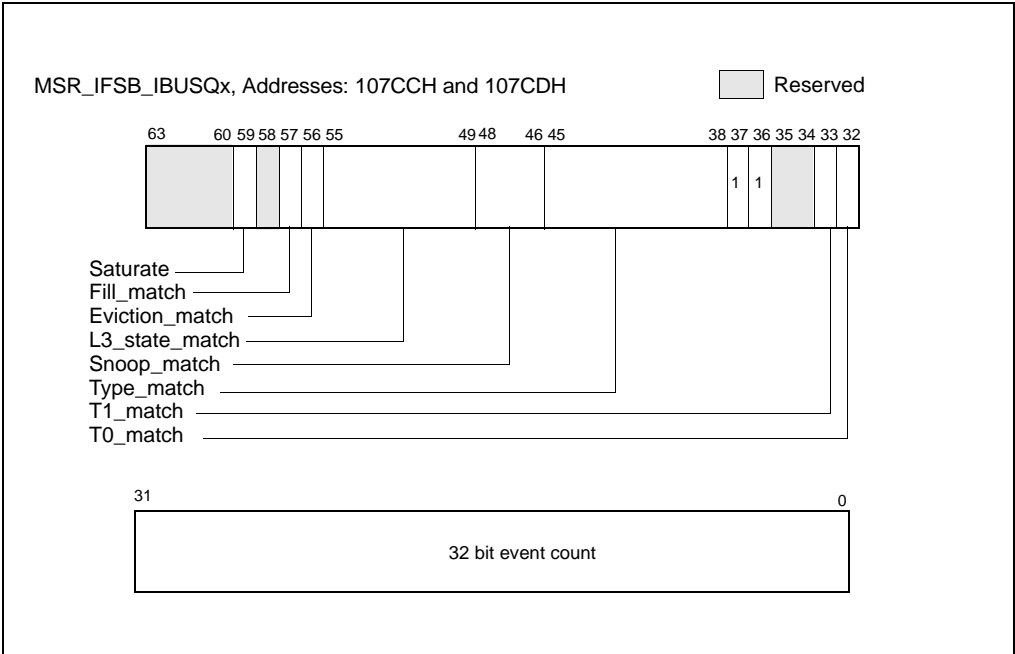 MSR_IFSB_IBUSQx, Addresses: 107CCH and 107CDH
Reserved
63 60 59 58 57 56 55 49 48 46 45 38 37 36 35 34 33 32
1 1
Saturate
Fill_match
Eviction_match
L3_state_match
Snoop_match
Type_match
T1_match
T0_match
31 0
32 bit event count